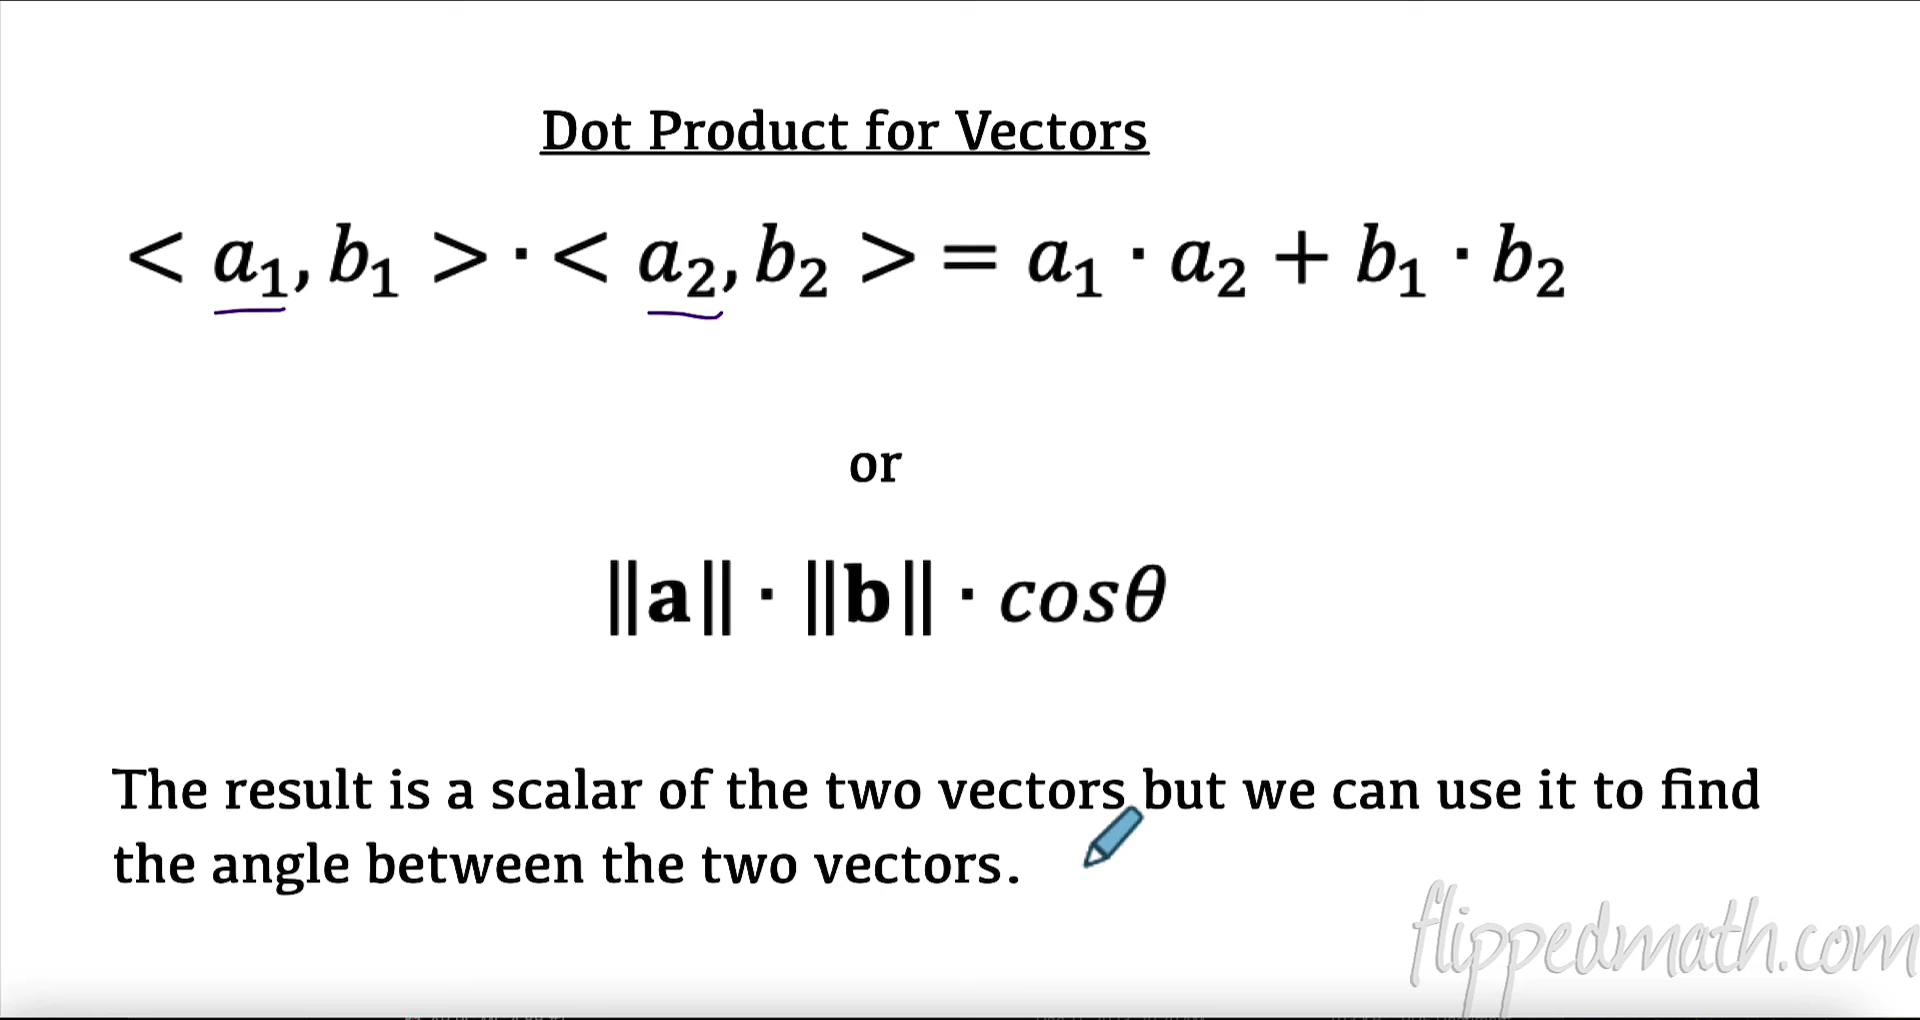 Dot Product for Vectors
< a₁, b₁ > · < a₂, b₂ > = a₁ · a₂ + b₁ · b₂
or
‖a‖ · ‖b‖ · cosθ
The result is a scalar of the two vectors but we can use it to find
the angle between the two vectors.
flippedmath.com